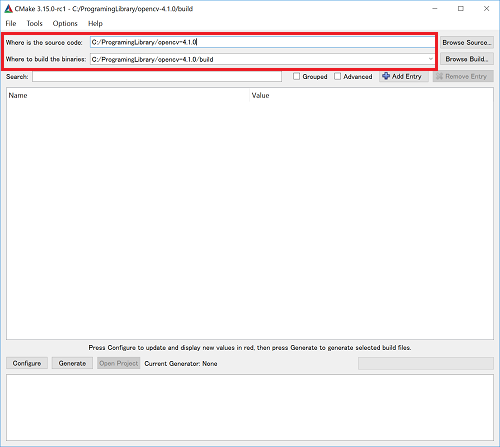 CMake 3.15.0-rc1 - C:/ProgramingLibrary/opencv-4.1.0/build
File Tools Options Help
Where is the source code: C:/ProgramingLibrary/opencv-4.1.0 Browse Source...
Where to build the binaries: C:/ProgramingLibrary/opencv-4.1.0/build Browse Build...
Search: Grouped Advanced Add Entry Remove Entry
Name Value
Press Configure to update and display new values in red, then press Generate to generate selected build files.
Configure Generate Open Project Current Generator: None